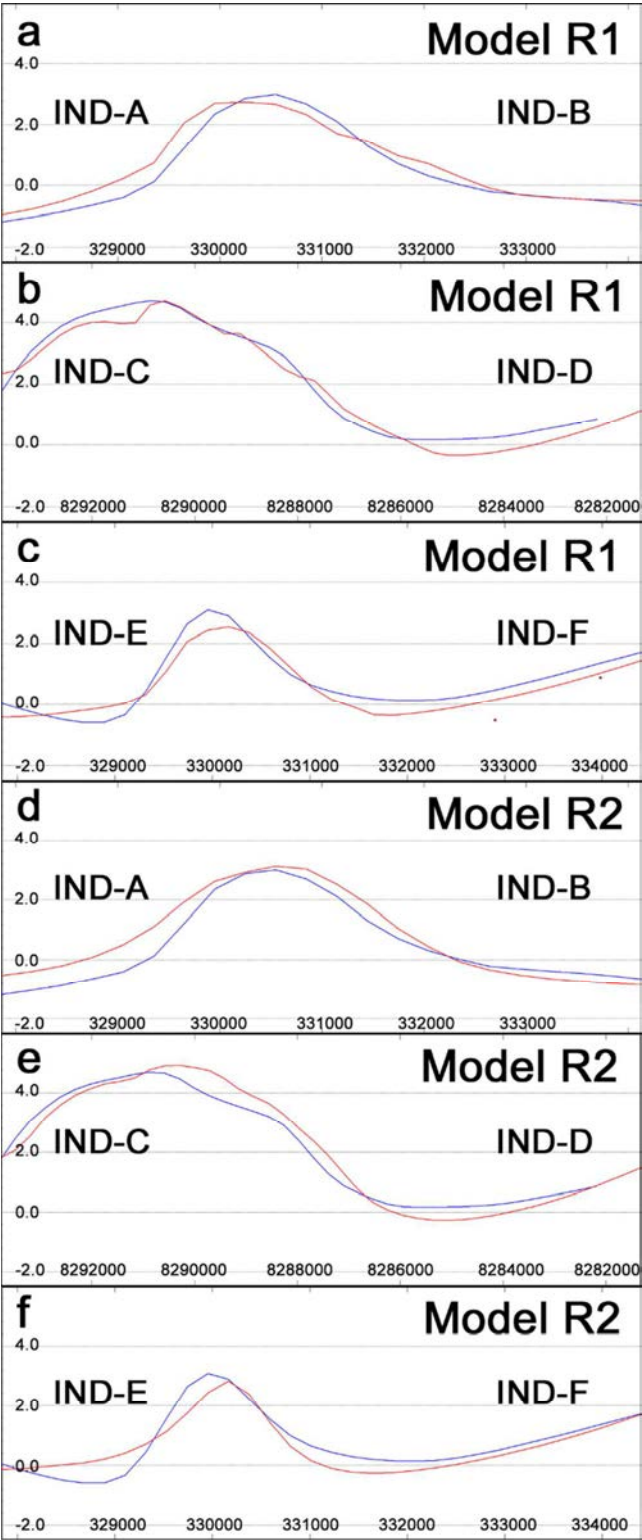 a Model R1
4.0
IND-A IND-B
2.0
0.0
-2.0 329000 330000 331000 332000 333000
b Model R1
4.0
IND-C IND-D
2.0
0.0
-2.0 8292000 8290000 8288000 8286000 8284000 8282000
c Model R1
4.0
IND-E IND-F
2.0
0.0
-2.0 329000 330000 331000 332000 333000 334000
d Model R2
4.0
IND-A IND-B
2.0
0.0
-2.0 329000 330000 331000 332000 333000
e Model R2
4.0
IND-C IND-D
2.0
0.0
-2.0 8292000 8290000 8288000 8286000 8284000 8282000
f Model R2
4.0
IND-E IND-F
2.0
0.0
-2.0 329000 330000 331000 332000 333000 334000